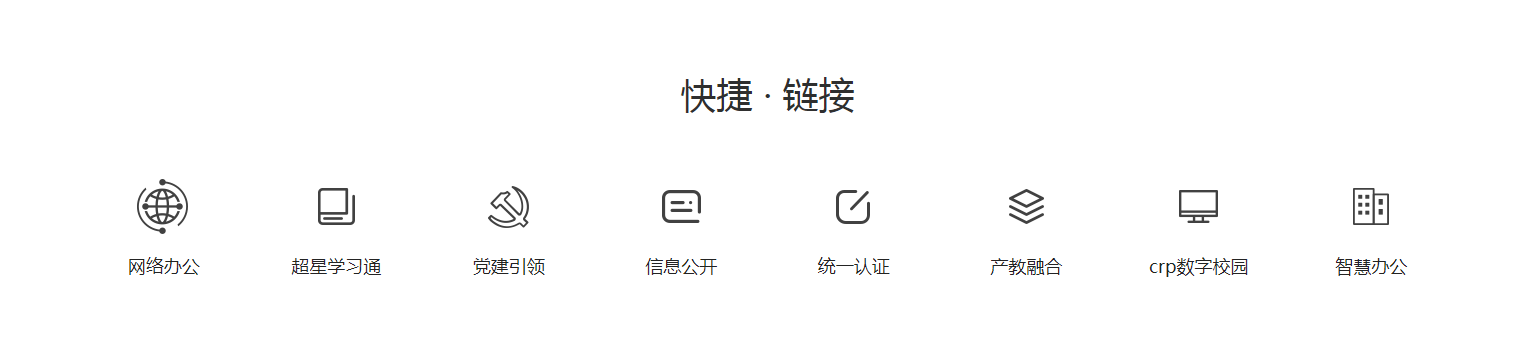 快捷 · 链接
网络办公 超星学习通 党建引领 信息公开 统一认证 产教融合 crp数字校园 智慧办公